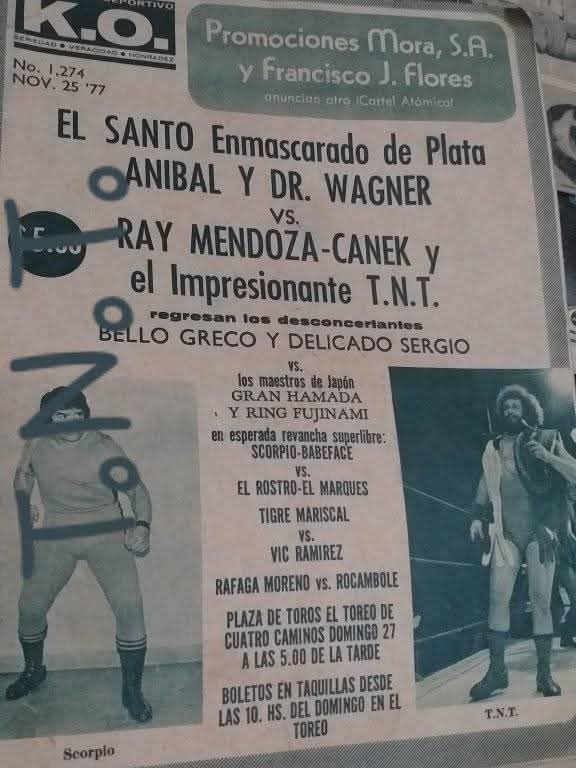 DEPORTIVO
K.O.
SERIEDAD • VERACIDAD • HONRADEZ
No. 1,274
NOV. 25 '77
Promociones Mora, S.A.
y Francisco J. Flores
anuncian otro ¡Cartel Atómico!
EL SANTO Enmascarado de Plata
ANIBAL Y DR. WAGNER
VS.
RAY MENDOZA-CANEK y
el Impresionante T.N.T.
regresan los desconcertantes
BELLO GRECO Y DELICADO SERGIO
vs.
los maestros de Japón
GRAN HAMADA
Y RING FUJINAMI
en esperada revancha superlibre:
SCORPIO-BABEFACE
vs.
EL ROSTRO-EL MARQUES
TIGRE MARISCAL
vs.
VIC RAMIREZ
RAFAGA MORENO vs. ROCAMBOLE
PLAZA DE TOROS EL TOREO DE
CUATRO CAMINOS DOMINGO 27
A LAS 5.00 DE LA TARDE
BOLETOS EN TAQUILLAS DESDE
LAS 10. HS. DEL DOMINGO EN EL
TOREO
Scorpio
T.N.T.
ToNoTo